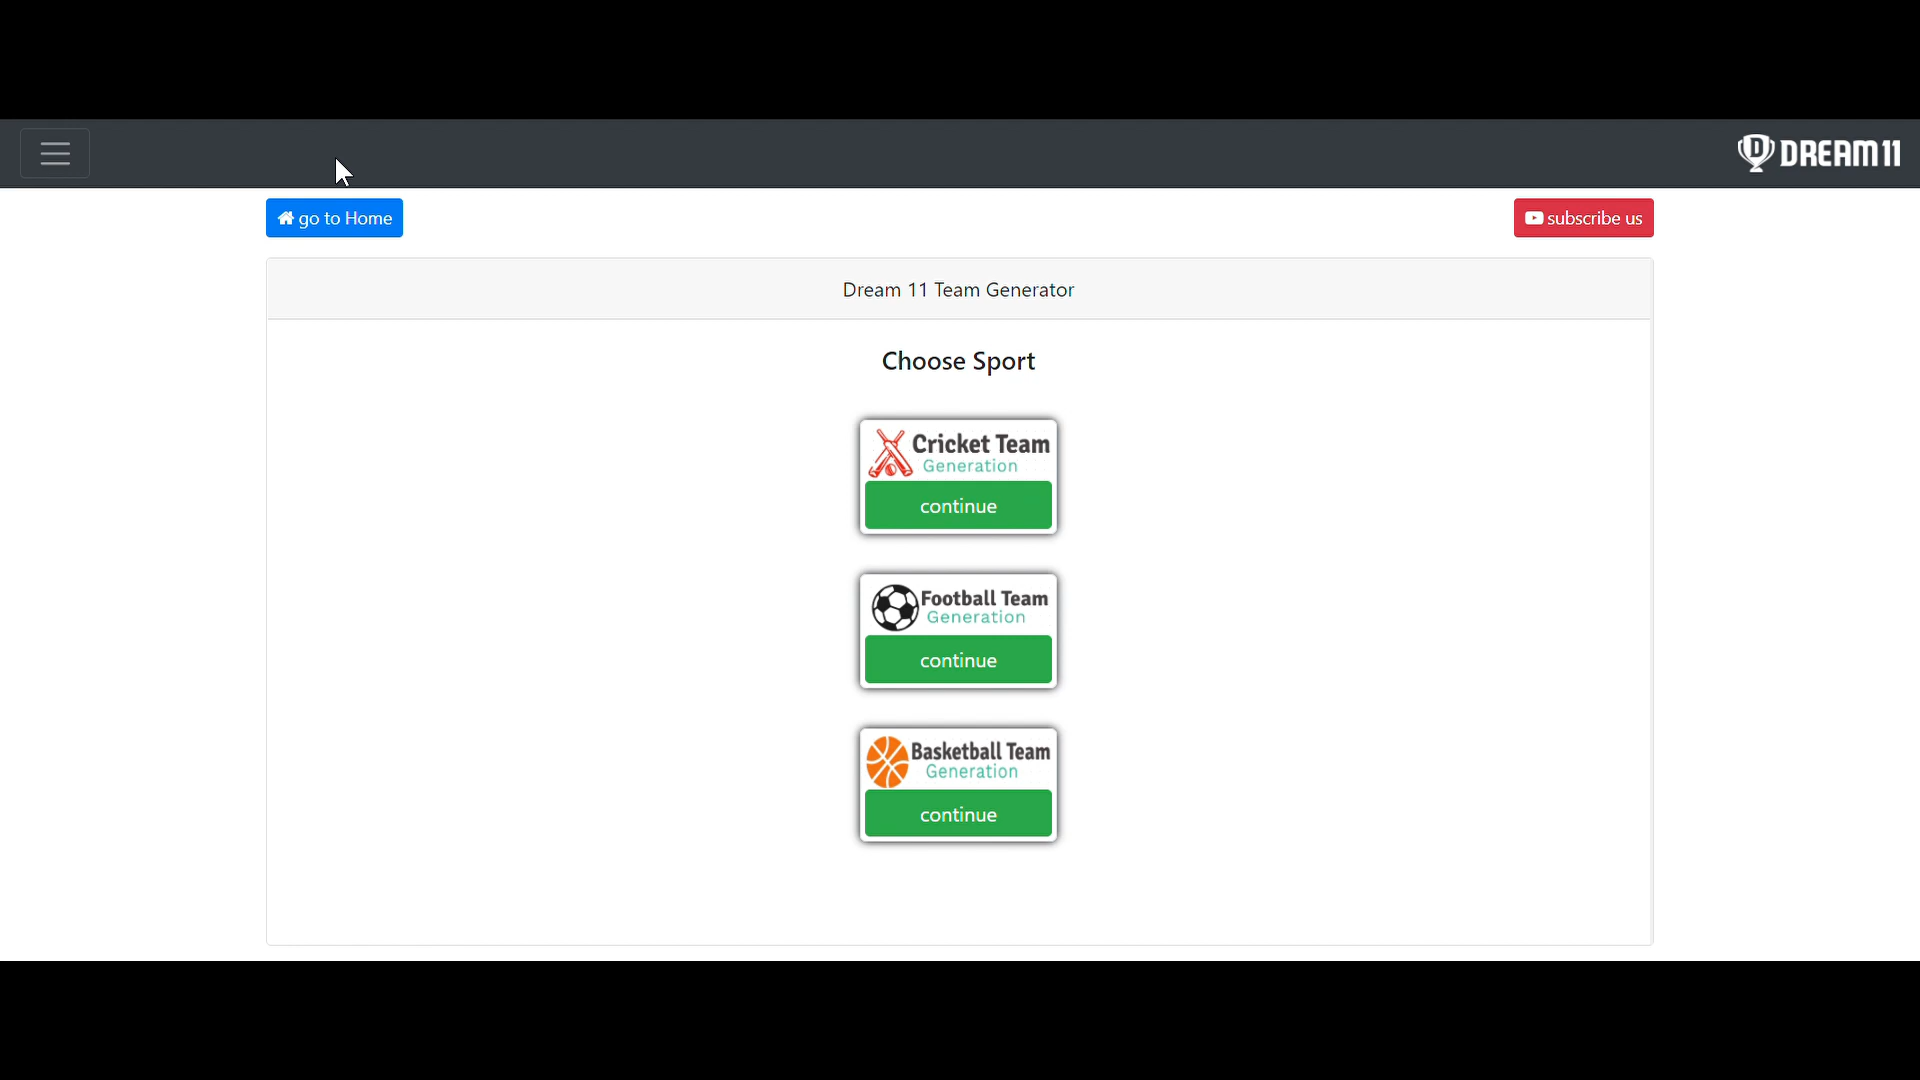 DREAM11
go to Home
subscribe us
Dream 11 Team Generator
Choose Sport
Cricket Team
Generation
continue
Football Team
Generation
continue
Basketball Team
Generation
continue